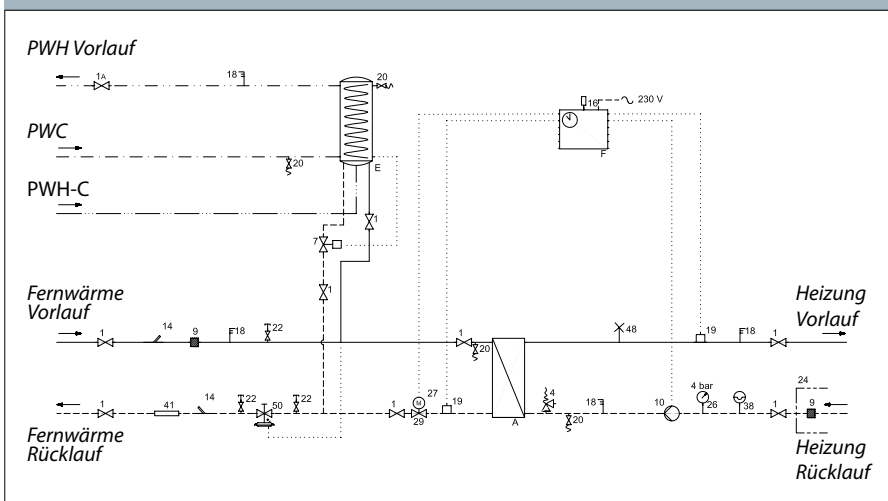 PWH Vorlauf
1A
18
20
16
230 V
F
PWC
20
E
PWH-C
1
7
1
Fernwärme
Vorlauf
Heizung
Vorlauf
1
14
9
18
22
1
20
48
19
18
1
1
41
14
22
50
22
1
27
M
29
19
A
4
20
18
10
4 bar
26
38
1
24
9
Fernwärme
Rücklauf
Heizung
Rücklauf